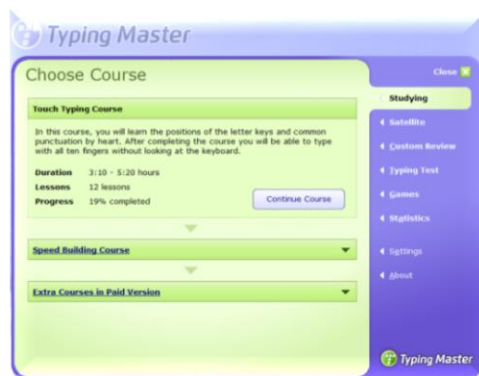 Typing Master
Choose Course
Close
Touch Typing Course
In this course, you will learn the positions of the letter keys and common
punctuation by heart. After completing the course you will be able to type
with all ten fingers without looking at the keyboard.
Duration 3:10 - 5:20 hours
Lessons 12 lessons
Progress 19% completed
Continue Course
Speed Building Course
Extra Courses in Paid Version
Studying
Satellite
Custom Review
Typing Test
Games
Statistics
Settings
About
Typing Master